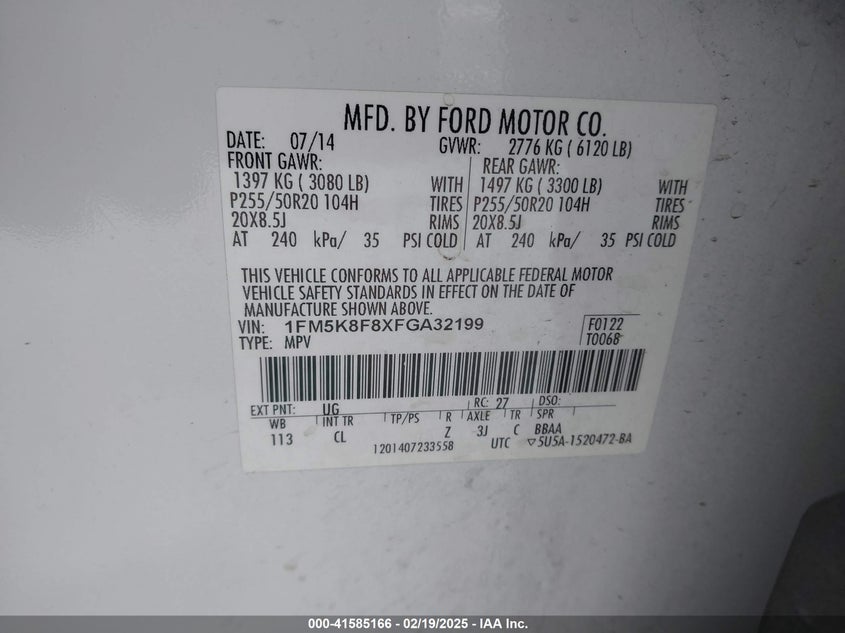 MFD. BY FORD MOTOR CO.
DATE: 07/14 GVWR: 2776 KG ( 6120 LB)
FRONT GAWR: REAR GAWR:
1397 KG ( 3080 LB) WITH 1497 KG ( 3300 LB) WITH
P255/50R20 104H TIRES P255/50R20 104H TIRES
20X8.5J RIMS 20X8.5J RIMS
AT 240 kPa/ 35 PSI COLD AT 240 kPa/ 35 PSI COLD
THIS VEHICLE CONFORMS TO ALL APPLICABLE FEDERAL MOTOR
VEHICLE SAFETY STANDARDS IN EFFECT ON THE DATE OF
MANUFACTURE SHOWN ABOVE.
VIN: 1FM5K8F8XFGA32199 F0122
TYPE: MPV T0068
EXT PNT: UG RC: 27 DSO:
WB INT TR TP/PS R AXLE TR SPR
113 CL Z 3J C BBAA
1201407233558 UTC ▽5U5A-1520472-BA
000-41585166 - 02/19/2025 - IAA Inc.